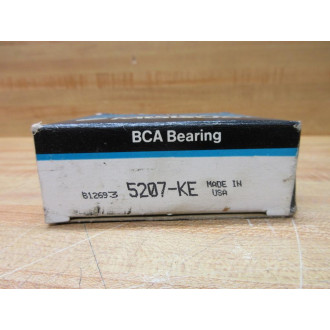 BCA Bearing
B12693 5207-KE MADE IN
USA